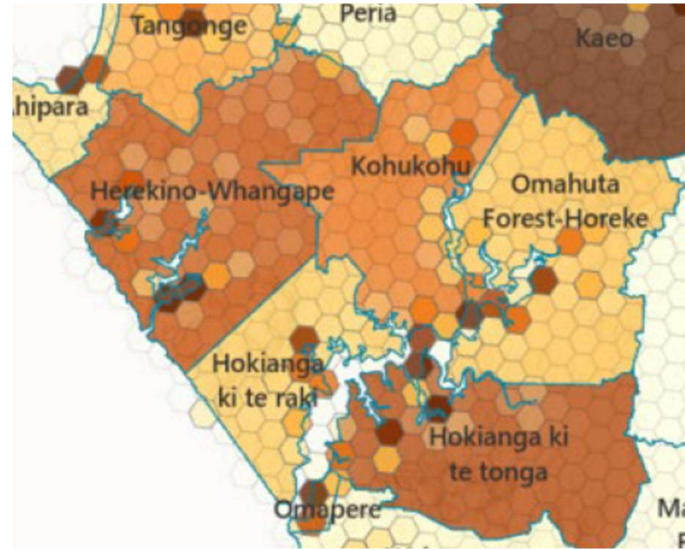 Peria
Tangonge
Kaeo
hipara
Kohukohu
Herekino-Whangape
Omahuta
Forest-Horeke
Hokianga
ki te raki
Hokianga ki
te tonga
Omapere
Ma